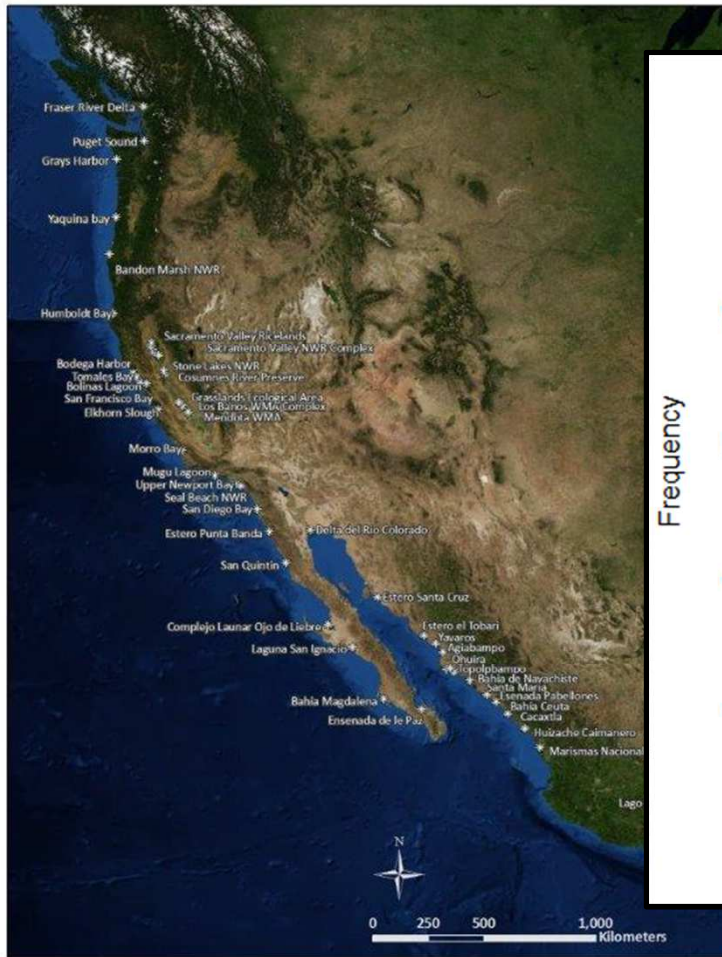 Fraser River Delta
Puget Sound
Grays Harbor
Yaquina bay
Bandon Marsh NWR
Humboldt Bay
Sacramento Valley Ricelands
Sacramento Valley NWR Complex
Bodega Harbor
Stone Lakes NWR
Tomales Bay
Cosumnes River Preserve
Bolinas Lagoon
San Francisco Bay
Grasslands Ecological Area
Los Banos WMA Complex
Elkhorn Slough
Mendota WMA
Morro Bay
Mugu Lagoon
Upper Newport Bay
Seal Beach NWR
San Diego Bay
Estero Punta Banda
Delta del Rio Colorado
San Quintin
Estero Santa Cruz
Complejo Launar Ojo de Liebre
Estero el Tobari
Yavaros
Laguna San Ignacio
Agiabampo
Ohuira
Topolpbampo
Bahia de Navachiste
Santa Maria
Esenada Pabellones
Bahia Magdalena
Bahia Ceuta
Ensenada de le Paz
Cacaxtla
Huizache Caimanero
Marismas Nacional
Lago
Frequency
N
0 250 500 1,000
Kilometers